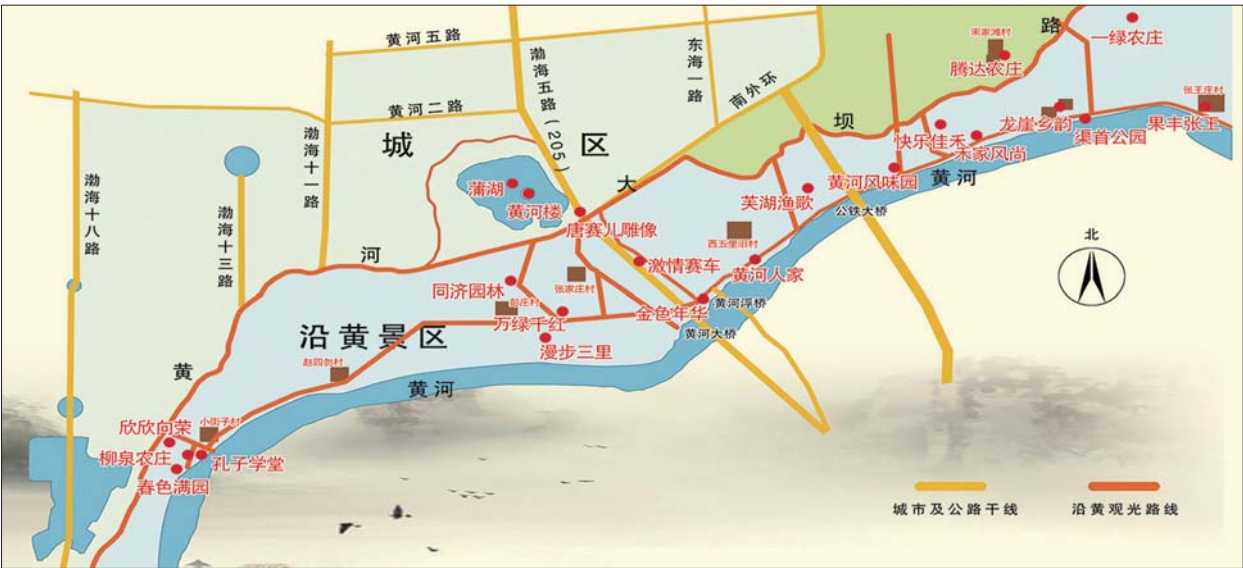 黄河五路
渤海五路(205)
东海一路
路
一绿农庄
宋家滩村
腾达农庄
南外环
张王庄村
黄河二路
龙崖乡韵
果丰张王
渠首公园
渤海十一路
城区
坝
快乐佳禾
木家风尚
渤海十八路
渤海十三路
蒲湖
黄河楼
大
黄河风味园
黄河
芙湖渔歌
公铁大桥
唐赛儿雕像
西五里旧村
北
河
激情赛车
黄河人家
张家庄村
同济园林
彭庄村
万绿千红
金色年华
黄河浮桥
黄河大桥
沿黄景区
漫步三里
黄
赵四勿村
黄河
小街子村
欣欣向荣
柳泉农庄
孔子学堂
春色满园
城市及公路干线
沿黄观光路线